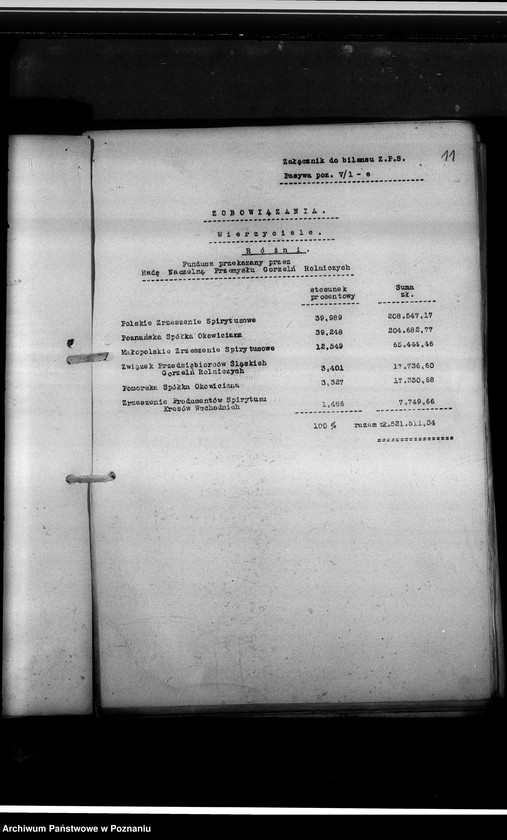 Załącznik do bilansu Z.P.S.
11
Pasywa poz. V/1 - e
ZOBOWIĄZANIA.
Wierzyciele.
Różni.
Fundusz przekazany przez
Radę Naczelną Przemysłu Gorzelń Rolniczych
stosunek procentowy
Suma zł.
Polskie Zrzeszenie Spirytusowe 39,989 208.547,17
Poznańska Spółka Okowiciana 39,248 204.682,77
Małopolskie Zrzeszenie Spirytusowe 12,549 65.444,46
Związek Przedsiębiorców Śląskich
Gorzelń Rolniczych 3,401 17.736,60
Pomorska Spółka Okowiciana 3,327 17.350,68
Zrzeszenie Producentów Spirytusu
Kresów Wschodnich 1,486 7.749,66
100 % razem zł.521.511,34
Archiwum Państwowe w Poznaniu